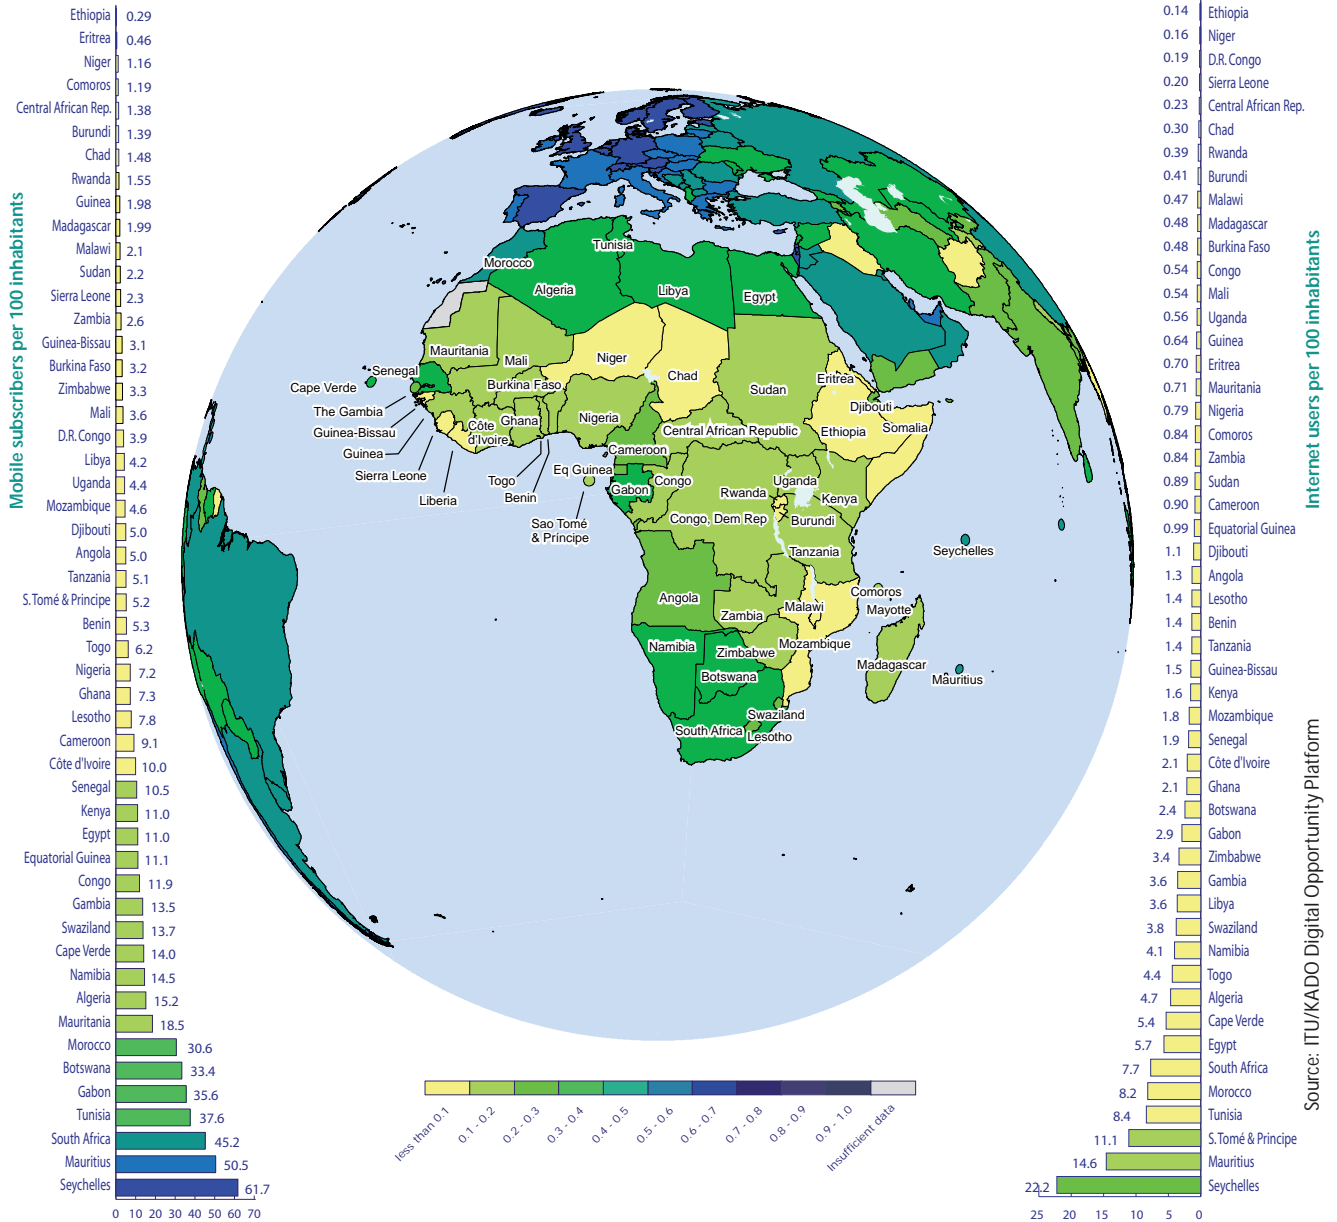 Mobile subscribers per 100 inhabitants
Ethiopia 0.29
Eritrea 0.46
Niger 1.16
Comoros 1.19
Central African Rep. 1.38
Burundi 1.39
Chad 1.48
Rwanda 1.55
Guinea 1.98
Madagascar 1.99
Malawi 2.1
Sudan 2.2
Sierra Leone 2.3
Zambia 2.6
Guinea-Bissau 3.1
Burkina Faso 3.2
Zimbabwe 3.3
Mali 3.6
D.R. Congo 3.9
Libya 4.2
Uganda 4.4
Mozambique 4.6
Djibouti 5.0
Angola 5.0
Tanzania 5.1
S.Tomé & Principe 5.2
Benin 5.3
Togo 6.2
Nigeria 7.2
Ghana 7.3
Lesotho 7.8
Cameroon 9.1
Côte d'Ivoire 10.0
Senegal 10.5
Kenya 11.0
Egypt 11.0
Equatorial Guinea 11.1
Congo 11.9
Gambia 13.5
Swaziland 13.7
Cape Verde 14.0
Namibia 14.5
Algeria 15.2
Mauritania 18.5
Morocco 30.6
Botswana 33.4
Gabon 35.6
Tunisia 37.6
South Africa 45.2
Mauritius 50.5
Seychelles 61.7
0 10 20 30 40 50 60 70
Tunisia
Morocco
Algeria
Libya
Egypt
Mauritania
Mali
Niger
Chad
Sudan
Eritrea
Senegal
Cape Verde
Burkina Faso
The Gambia
Djibouti
Guinea-Bissau
Côte
d'Ivoire
Ghana
Nigeria
Central African Republic
Ethiopia
Somalia
Guinea
Cameroon
Sierra Leone
Togo
Eq Guinea
Gabon
Congo
Uganda
Liberia
Benin
Rwanda
Kenya
Sao Tomé
& Príncipe
Congo, Dem Rep
Burundi
Tanzania
Seychelles
Angola
Comoros
Malawi
Mayotte
Zambia
Namibia
Zimbabwe
Mozambique
Madagascar
Botswana
Mauritius
Swaziland
South Africa
Lesotho
less than 0.1
0.1 - 0.2
0.2 - 0.3
0.3 - 0.4
0.4 - 0.5
0.5 - 0.6
0.6 - 0.7
0.7 - 0.8
0.8 - 0.9
0.9 - 1.0
Insufficient data
0.14 Ethiopia
0.16 Niger
0.19 D.R. Congo
0.20 Sierra Leone
0.23 Central African Rep.
0.30 Chad
0.39 Rwanda
0.41 Burundi
0.47 Malawi
0.48 Madagascar
0.48 Burkina Faso
0.54 Congo
0.54 Mali
0.56 Uganda
0.64 Guinea
0.70 Eritrea
0.71 Mauritania
0.79 Nigeria
0.84 Comoros
0.84 Zambia
0.89 Sudan
0.90 Cameroon
0.99 Equatorial Guinea
1.1 Djibouti
1.3 Angola
1.4 Lesotho
1.4 Benin
1.4 Tanzania
1.5 Guinea-Bissau
1.6 Kenya
1.8 Mozambique
1.9 Senegal
2.1 Côte d'Ivoire
2.1 Ghana
2.4 Botswana
2.9 Gabon
3.4 Zimbabwe
3.6 Gambia
3.6 Libya
3.8 Swaziland
4.1 Namibia
4.4 Togo
4.7 Algeria
5.4 Cape Verde
5.7 Egypt
7.7 South Africa
8.2 Morocco
8.4 Tunisia
11.1 S.Tomé & Principe
14.6 Mauritius
22.2 Seychelles
25 20 15 10 5 0
Internet users per 100 inhabitants
Source: ITU/KADO Digital Opportunity Platform